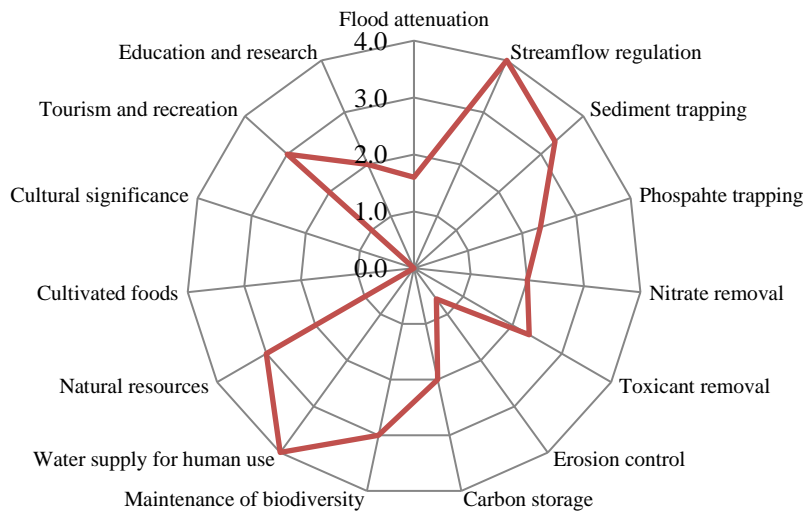 Flood attenuation
4.0
Education and research
Streamflow regulation
3.0
Tourism and recreation
Sediment trapping
2.0
Cultural significance
Phospahte trapping
1.0
0.0
Cultivated foods
Nitrate removal
Natural resources
Toxicant removal
Water supply for human use
Erosion control
Maintenance of biodiversity
Carbon storage